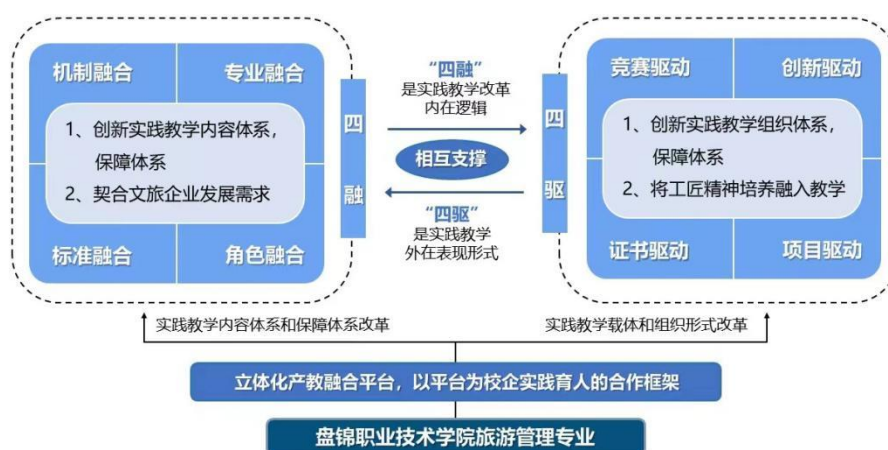 机制融合
专业融合
1、创新实践教学内容体系，
保障体系
2、契合文旅企业发展需求
标准融合
角色融合
四
融
“四融”
是实践教学改革
内在逻辑
相互支撑
“四驱”
是实践教学
外在表现形式
四
驱
竞赛驱动
创新驱动
1、创新实践教学组织体系，
保障体系
2、将工匠精神培养融入教学
证书驱动
项目驱动
实践教学内容体系和保障体系改革
实践教学载体和组织形式改革
立体化产教融合平台，以平台为校企实践育人的合作框架
盘锦职业技术学院旅游管理专业